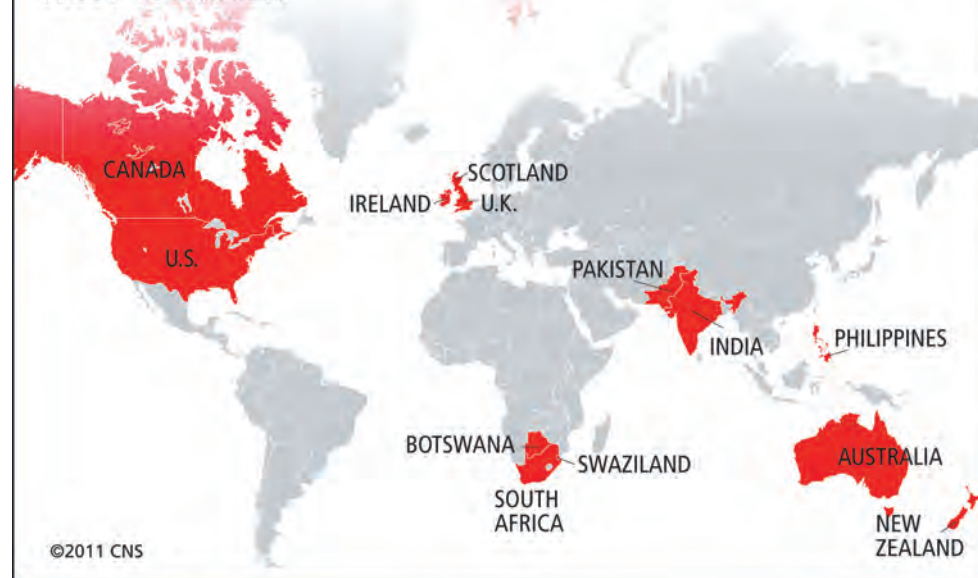 CANADA
SCOTLAND
IRELAND
U.K.
U.S.
PAKISTAN
INDIA
PHILIPPINES
BOTSWANA
SWAZILAND
AUSTRALIA
SOUTH
AFRICA
NEW
ZEALAND
©2011 CNS